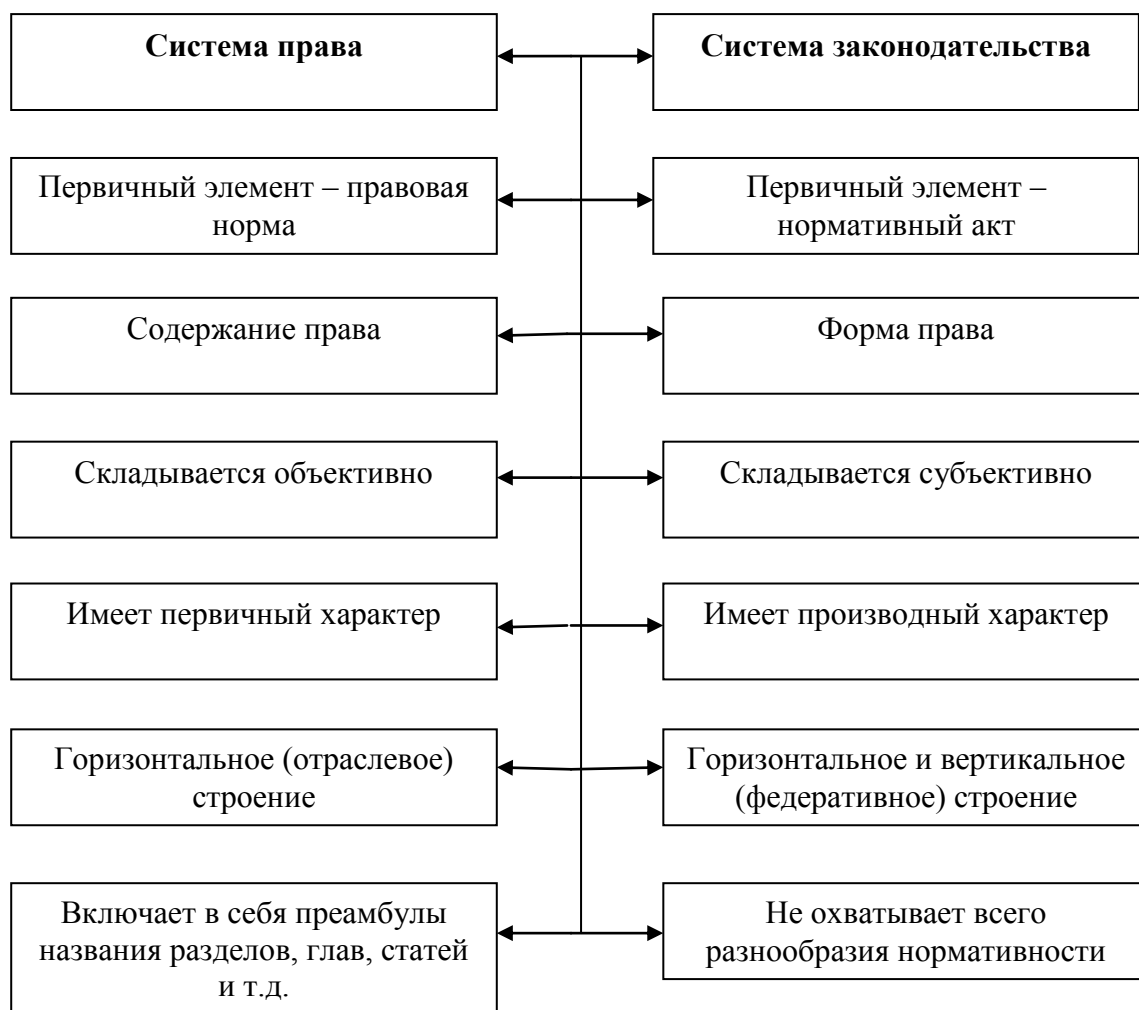 Система права
Система законодательства
Первичный элемент – правовая
норма
Первичный элемент –
нормативный акт
Содержание права
Форма права
Складывается объективно
Складывается субъективно
Имеет первичный характер
Имеет производный характер
Горизонтальное (отраслевое)
строение
Горизонтальное и вертикальное
(федеративное) строение
Включает в себя преамбулы
названия разделов, глав, статей
и т.д.
Не охватывает всего
разнообразия нормативности